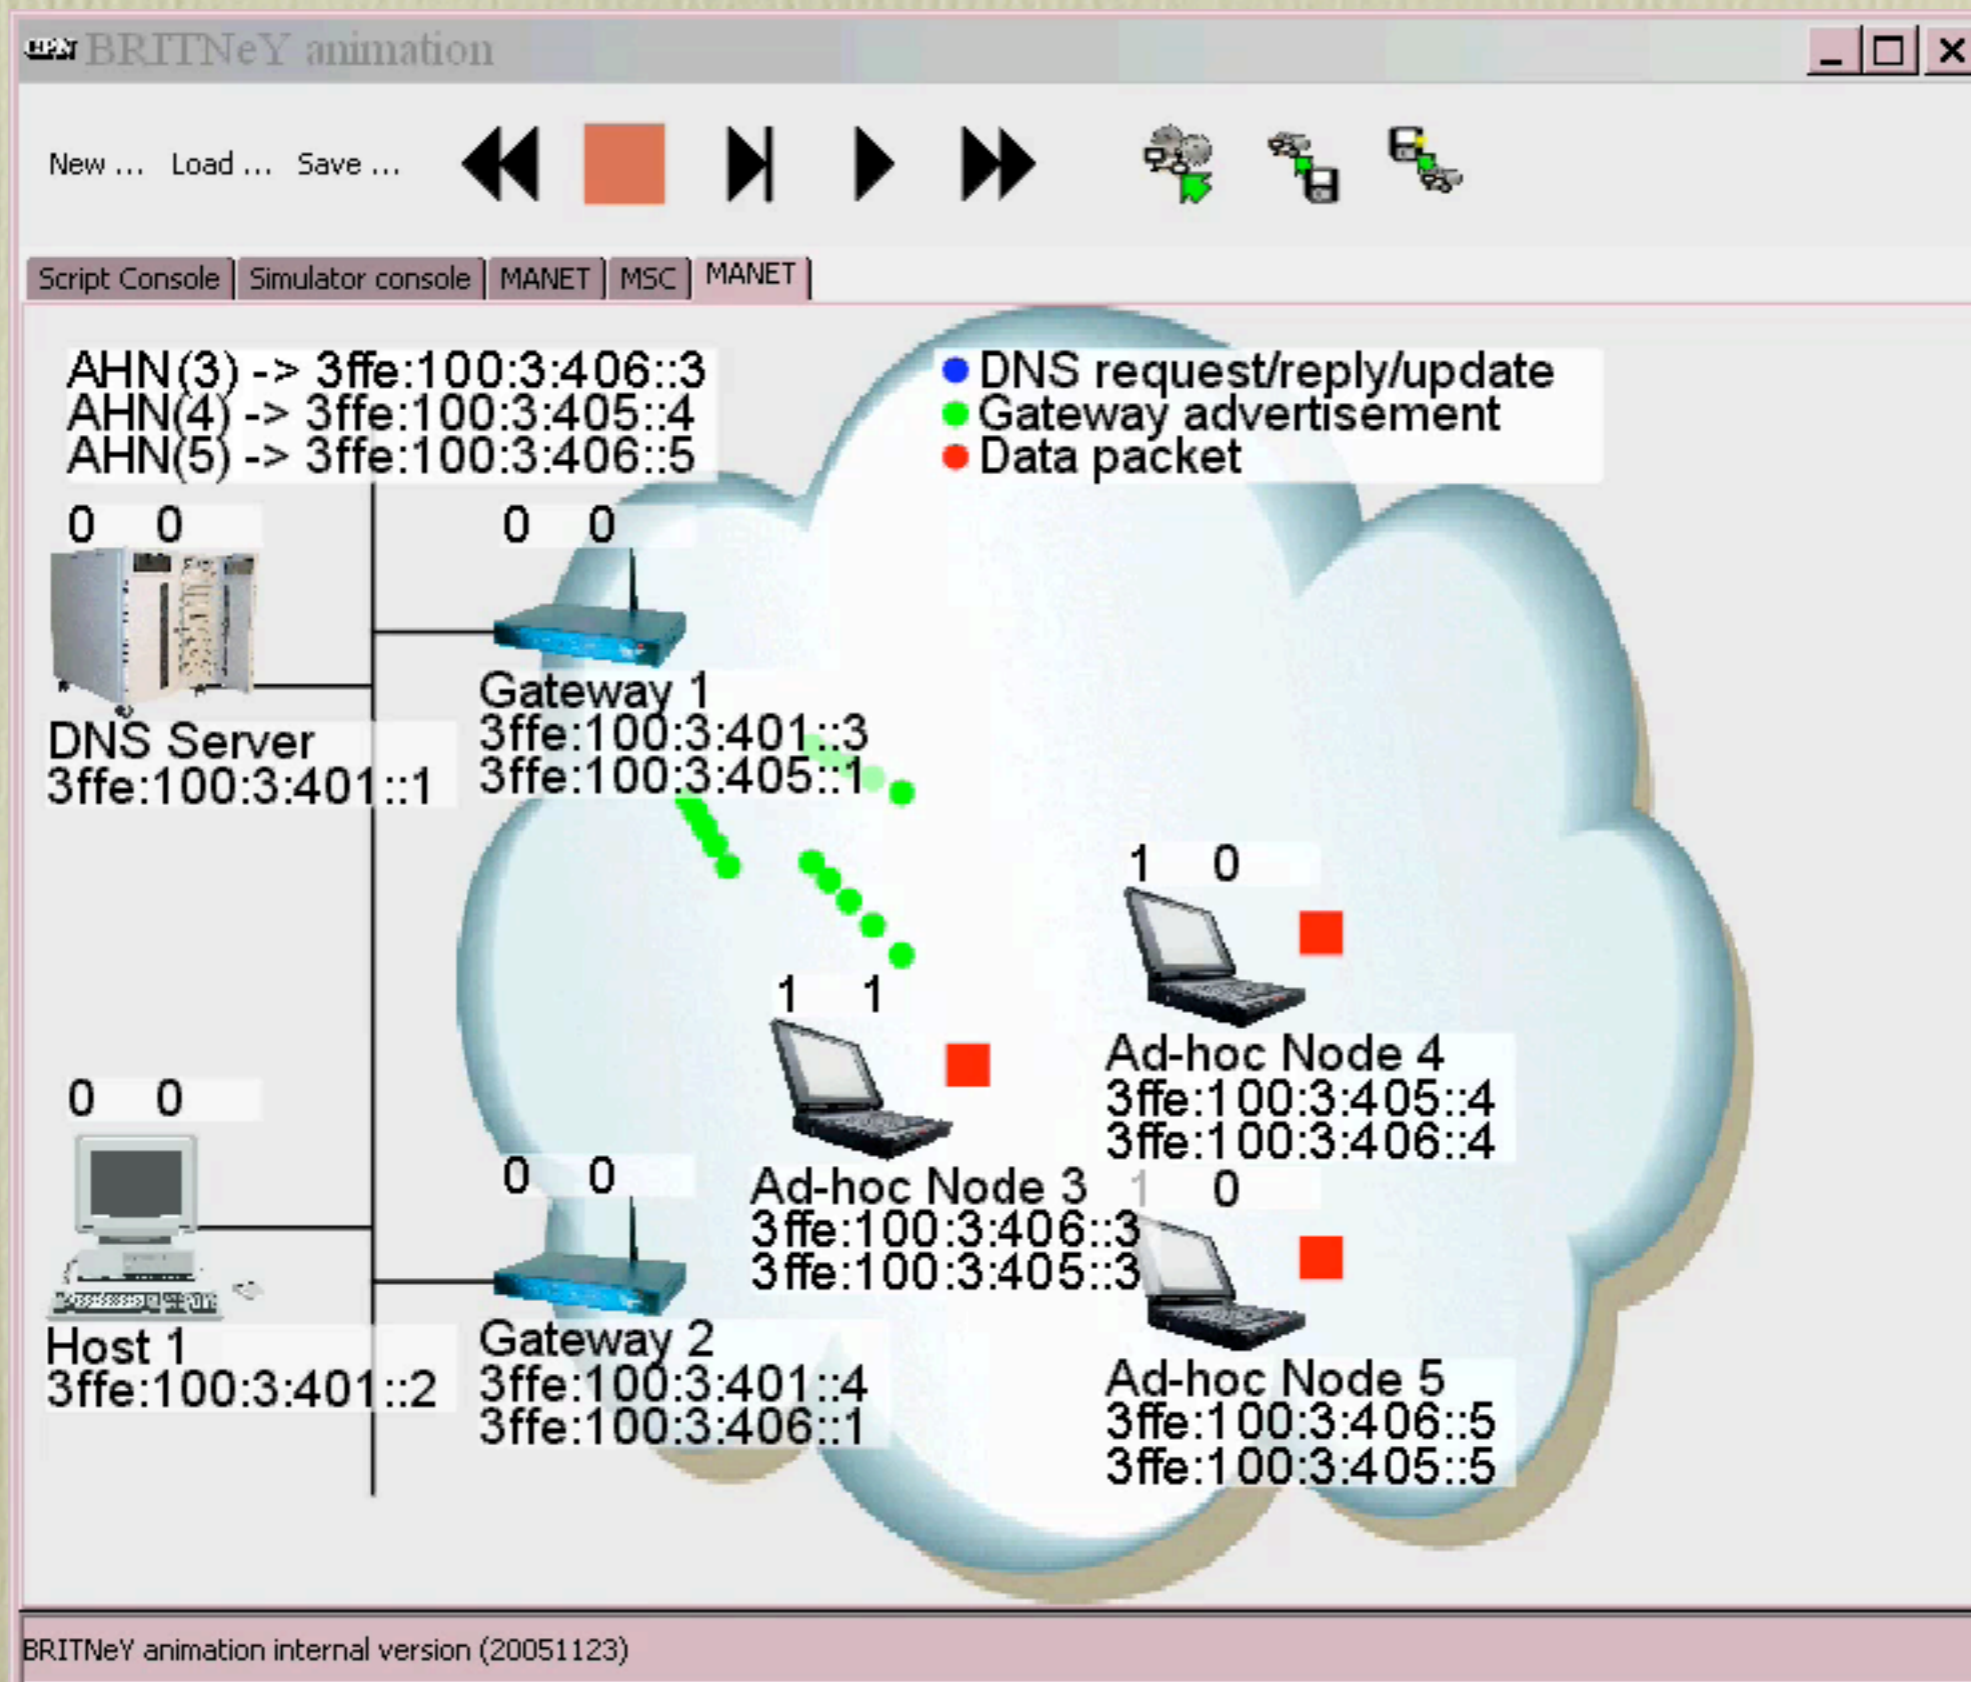 CPN BRITNeY animation
New ... Load ... Save ...
Script Console Simulator console MANET MSC MANET
AHN(3) -> 3ffe:100:3:406::3
AHN(4) -> 3ffe:100:3:405::4
AHN(5) -> 3ffe:100:3:406::5
DNS request/reply/update
Gateway advertisement
Data packet
0 0
DNS Server
3ffe:100:3:401::1
0 0
Gateway 1
3ffe:100:3:401::3
3ffe:100:3:405::1
1 0
Ad-hoc Node 4
3ffe:100:3:405::4
3ffe:100:3:406::4
1 1
Ad-hoc Node 3
3ffe:100:3:406::3
3ffe:100:3:405::3
0 0
Host 1
3ffe:100:3:401::2
0 0
Gateway 2
3ffe:100:3:401::4
3ffe:100:3:406::1
1 0
Ad-hoc Node 5
3ffe:100:3:406::5
3ffe:100:3:405::5
BRITNeY animation internal version (20051123)